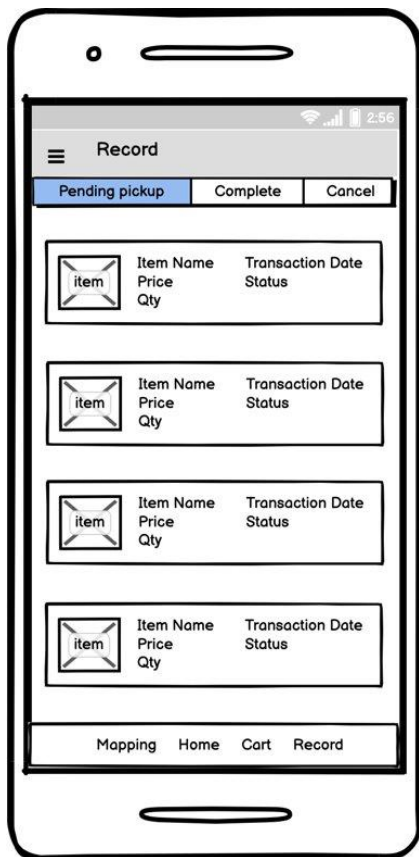 2:56
Record
Pending pickup Complete Cancel
Item Name Transaction Date
item Price Status
Qty
Item Name Transaction Date
item Price Status
Qty
Item Name Transaction Date
item Price Status
Qty
Item Name Transaction Date
item Price Status
Qty
Mapping Home Cart Record